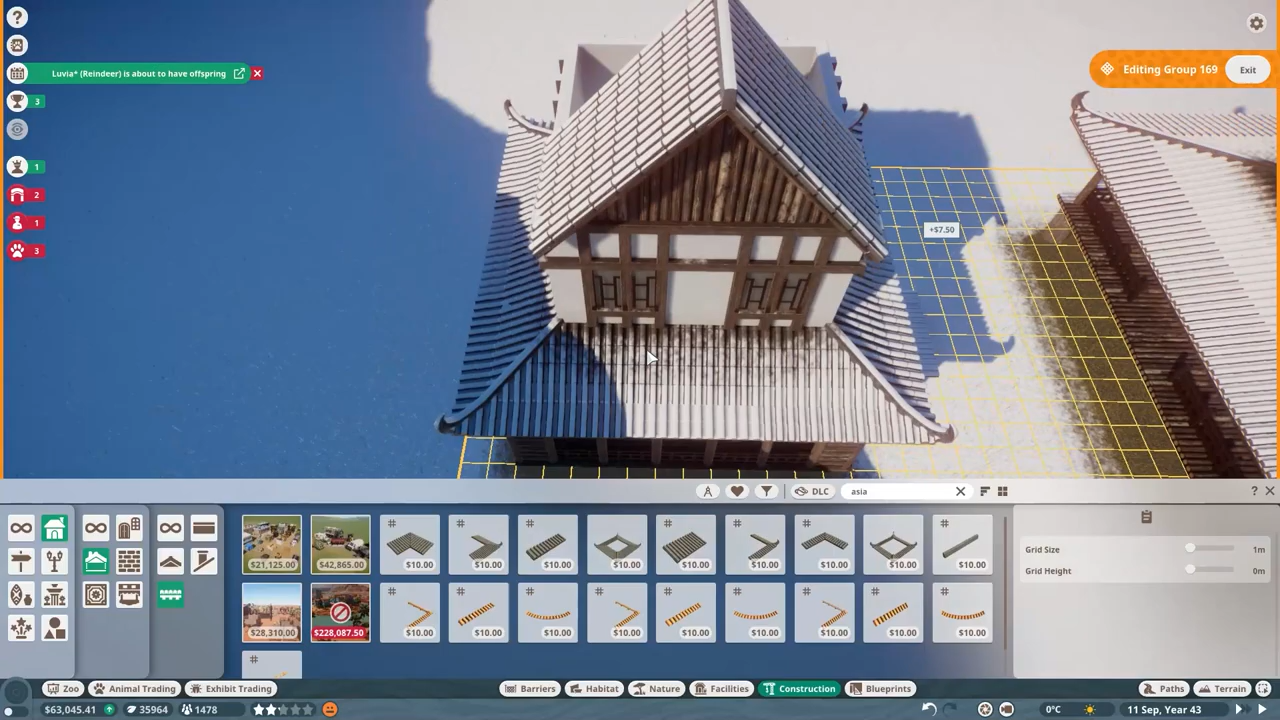 ?
Luvia* (Reindeer) is about to have offspring
3
1
2
1
3
Editing Group 169 Exit
+$7.50
DLC asia
?
$21,125.00 $42,865.00 $10.00 $10.00 $10.00 $10.00 $10.00 $10.00 $10.00 $10.00 $10.00
$28,310.00 $228,087.50 $10.00 $10.00 $10.00 $10.00 $10.00 $10.00 $10.00 $10.00 $10.00
Grid Size 1m
Grid Height 0m
Zoo Animal Trading Exhibit Trading Barriers Habitat Nature Facilities Construction Blueprints Paths Terrain
$63,045.41 35964 1478 0°C 11 Sep, Year 43